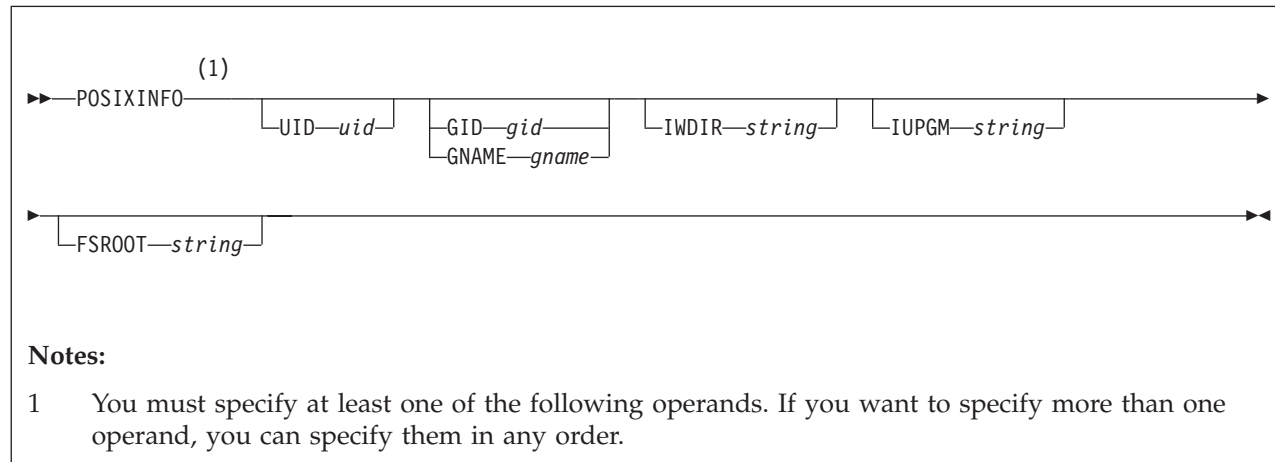 (1)
POSIXINFO
UID uid
GID gid
GNAME gname
IWDIR string
IUPGM string
FSROOT string
Notes:
1 You must specify at least one of the following operands. If you want to specify more than one
operand, you can specify them in any order.